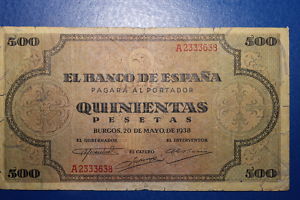 500 500
A2333638
EL BANCO DE ESPAÑA
PAGARÁ AL PORTADOR
QUINIENTAS
PESETAS
BURGOS, 20 DE MAYO, DE 1938
EL GOBERNADOR EL INTERVENTOR
EL CAJERO
A2333638
500 500